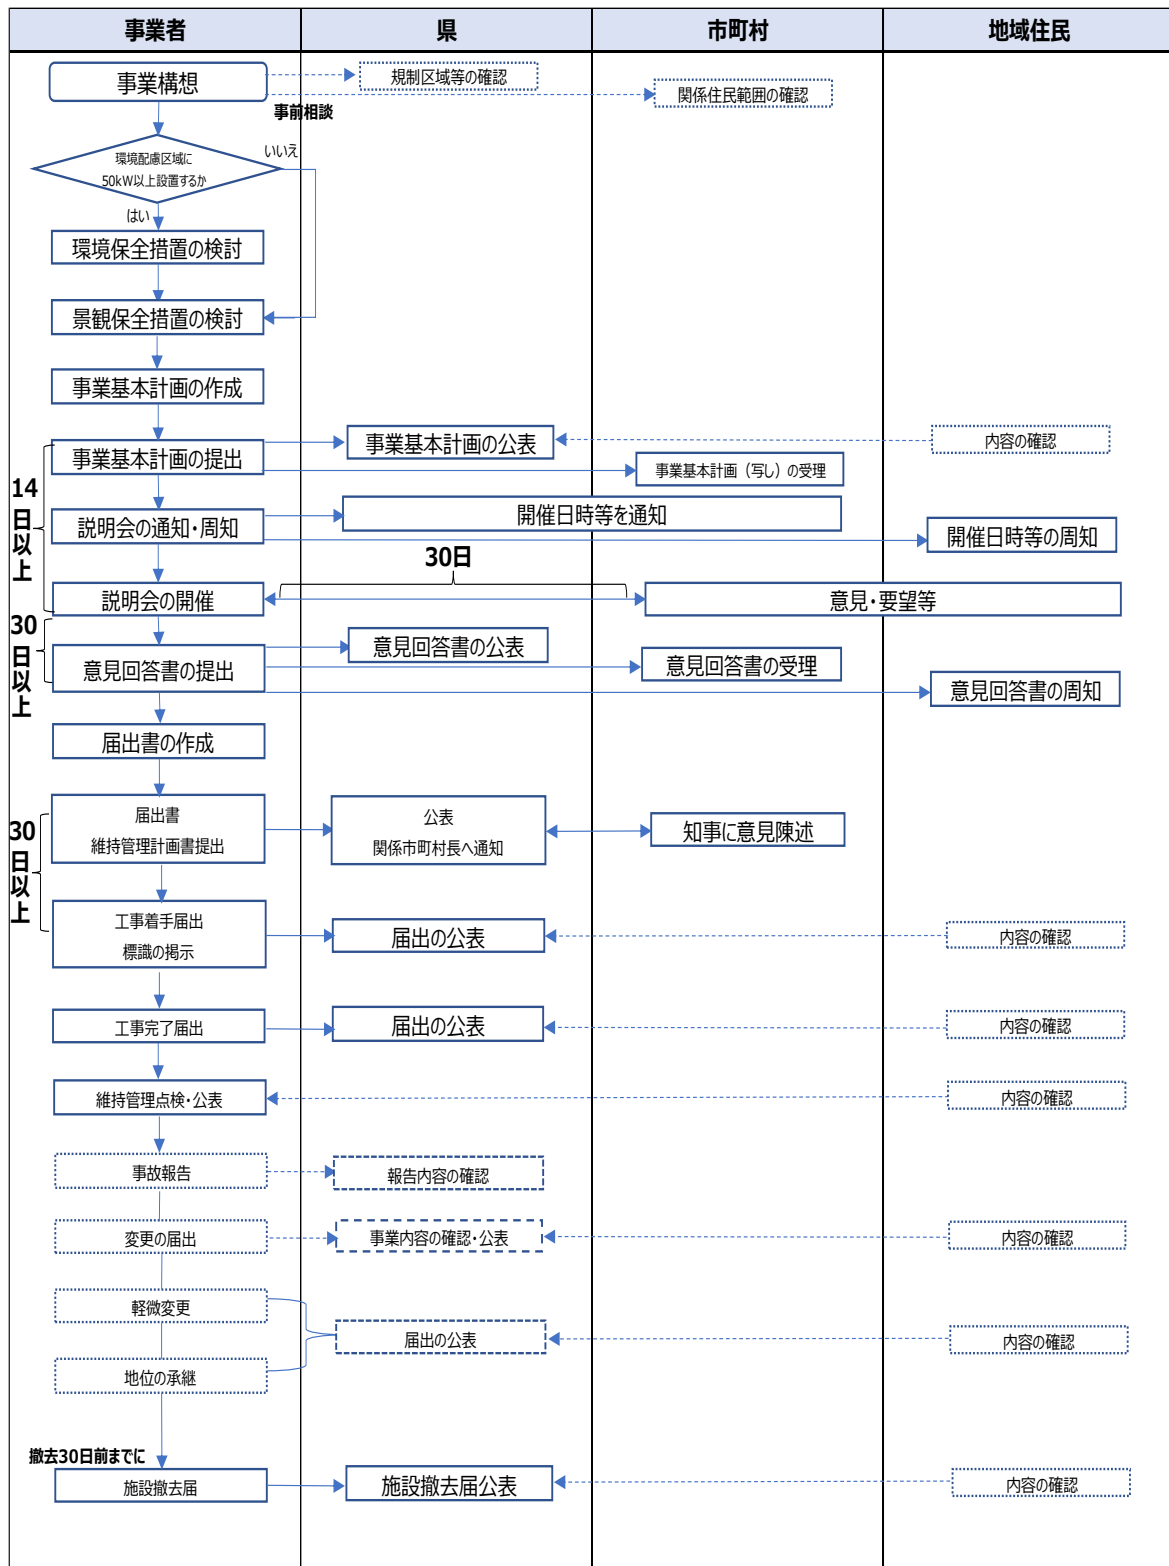 事業者
県
市町村
地域住民
事業構想
規制区域等の確認
関係住民範囲の確認
事前相談
環境配慮区域に
50kW以上設置するか
いいえ
はい
環境保全措置の検討
景観保全措置の検討
事業基本計画の作成
事業基本計画の提出
事業基本計画の公表
内容の確認
事業基本計画（写し）の受理
14
日
以
上
説明会の通知・周知
開催日時等を通知
開催日時等の周知
30日
説明会の開催
意見・要望等
30
日
以
上
意見回答書の提出
意見回答書の公表
意見回答書の受理
意見回答書の周知
届出書の作成
30
日
以
上
届出書
維持管理計画書提出
公表
関係市町村長へ通知
知事に意見陳述
工事着手届出
標識の掲示
届出の公表
内容の確認
工事完了届出
届出の公表
内容の確認
維持管理点検・公表
内容の確認
事故報告
報告内容の確認
変更の届出
事業内容の確認・公表
内容の確認
軽微変更
届出の公表
内容の確認
地位の承継
撤去30日前までに
施設撤去届
施設撤去届公表
内容の確認